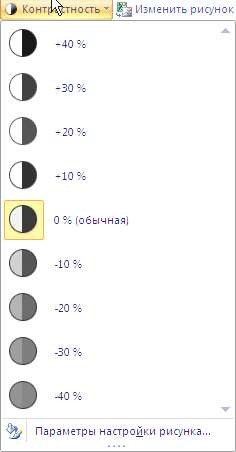 Контрастность Изменить рисунок
+40 %
+30 %
+20 %
+10 %
0 % (обычная)
-10 %
-20 %
-30 %
-40 %
Параметры настройки рисунка...